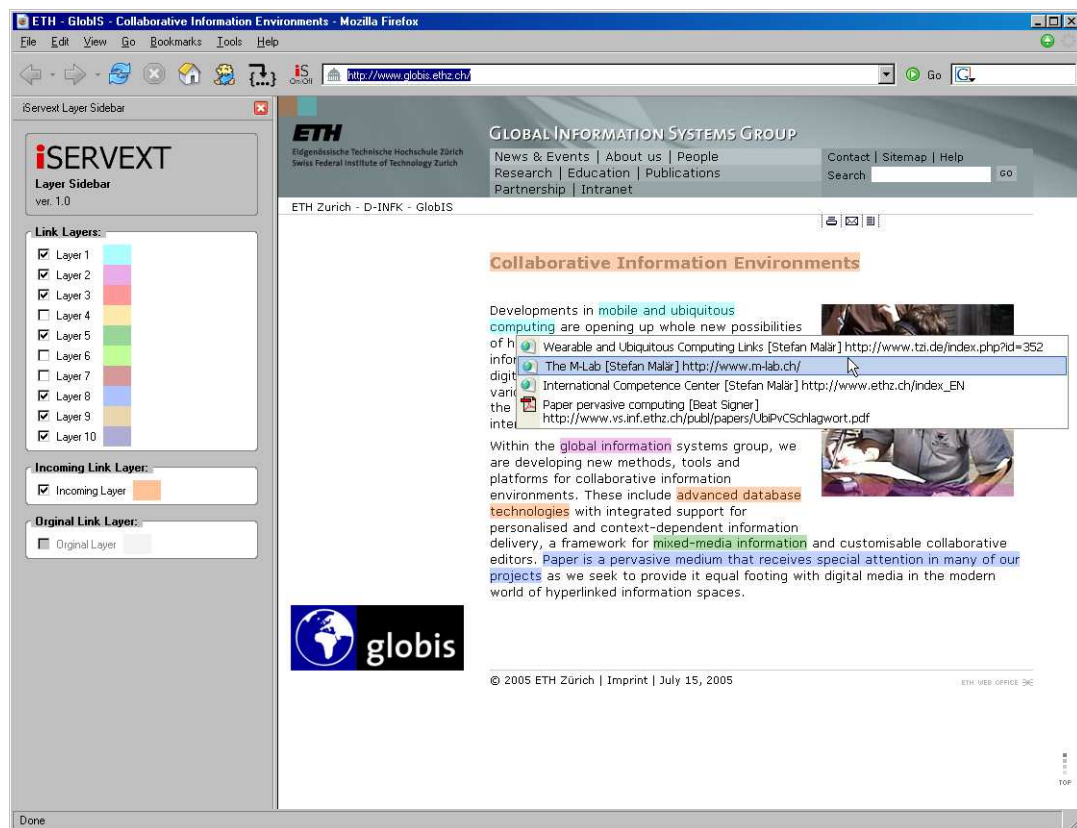 ETH - GlobIS - Collaborative Information Environments - Mozilla Firefox
File Edit View Go Bookmarks Tools Help
iS
On/Off
http://www.globis.ethz.ch/
Go
G
iServext Layer Sidebar
iSERVEXT
Layer Sidebar
ver. 1.0
Link Layers:
Layer 1
Layer 2
Layer 3
Layer 4
Layer 5
Layer 6
Layer 7
Layer 8
Layer 9
Layer 10
Incoming Link Layer:
Incoming Layer
Orginal Link Layer:
Orginal Layer
ETH
Eidgenössische Technische Hochschule Zürich
Swiss Federal Institute of Technology Zurich
GLOBAL INFORMATION SYSTEMS GROUP
News & Events | About us | People
Research | Education | Publications
Partnership | Intranet
Contact | Sitemap | Help
Search GO
ETH Zurich - D-INFK - GlobIS
Collaborative Information Environments
Developments in mobile and ubiquitous
computing are opening up whole new possibilities
of h
infor
digit
vario
the
inter
Wearable and Ubiquitous Computing Links [Stefan Malär] http://www.tzi.de/index.php?id=352
The M-Lab [Stefan Malär] http://www.m-lab.ch/
International Competence Center [Stefan Malär] http://www.ethz.ch/index_EN
Paper pervasive computing [Beat Signer]
http://www.vs.inf.ethz.ch/publ/papers/UbiPvCSchlagwort.pdf
Within the global information systems group, we
are developing new methods, tools and
platforms for collaborative information
environments. These include advanced database
technologies with integrated support for
personalised and context-dependent information
delivery, a framework for mixed-media information and customisable collaborative
editors. Paper is a pervasive medium that receives special attention in many of our
projects as we seek to provide it equal footing with digital media in the modern
world of hyperlinked information spaces.
globis
© 2005 ETH Zürich | Imprint | July 15, 2005
ETH WEB OFFICE
TOP
Done